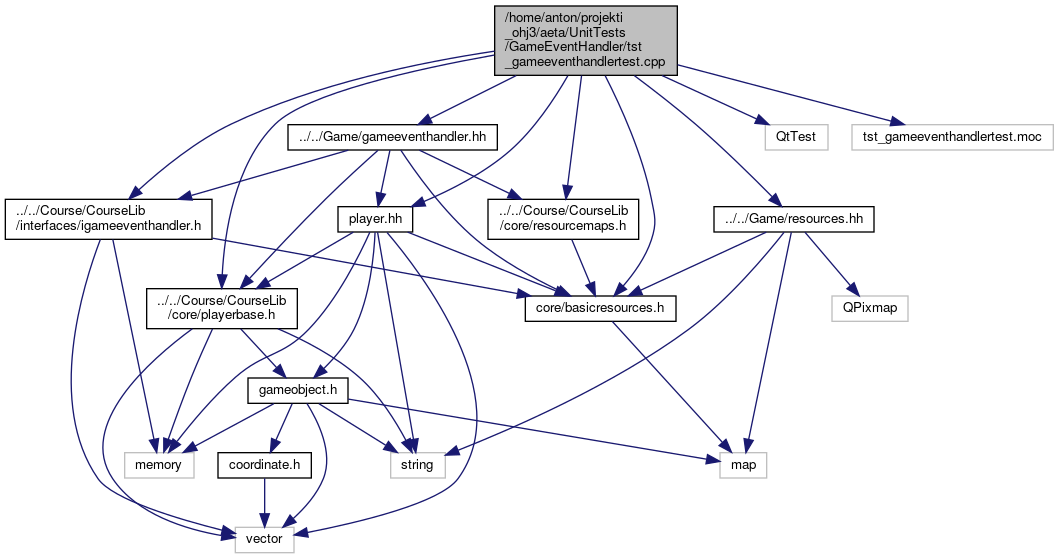 /home/anton/projekti
_ohj3/aeta/UnitTests
/GameEventHandler/tst
_gameeventhandlertest.cpp
../../Game/gameeventhandler.hh
QtTest
tst_gameeventhandlertest.moc
../../Course/CourseLib
/interfaces/igameeventhandler.h
player.hh
../../Course/CourseLib
/core/resourcemaps.h
../../Game/resources.hh
../../Course/CourseLib
/core/playerbase.h
core/basicresources.h
QPixmap
gameobject.h
memory
coordinate.h
string
map
vector